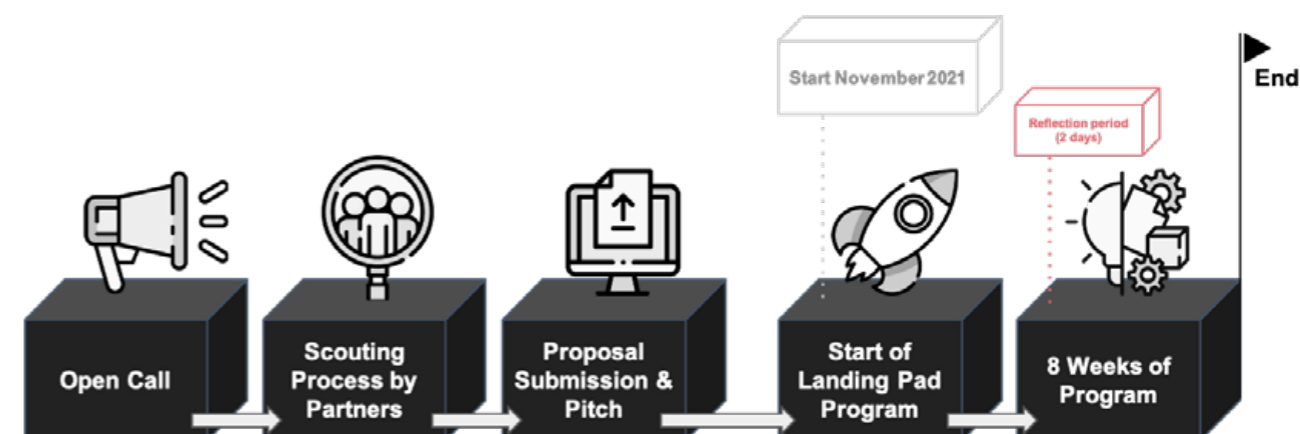 Start November 2021
End
Reflection period
(2 days)
Open Call
Scouting
Process by
Partners
Proposal
Submission &
Pitch
Start of
Landing Pad
Program
8 Weeks of
Program